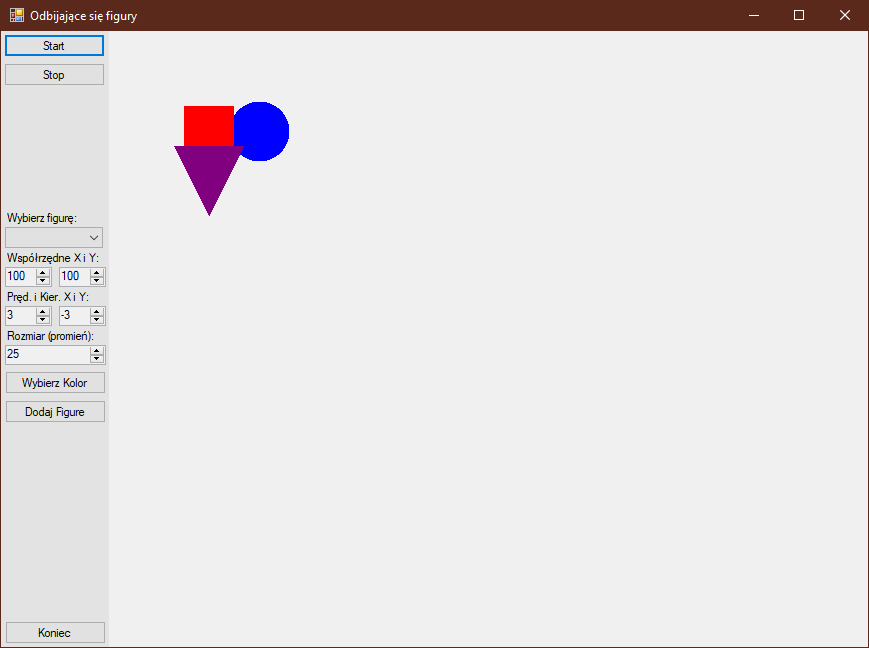 Odbijające się figury
Start
Stop
Wybierz figurę:
Współrzędne X i Y:
100 100
Pręd. i Kier. X i Y:
3 -3
Rozmiar (promień):
25
Wybierz Kolor
Dodaj Figure
Koniec